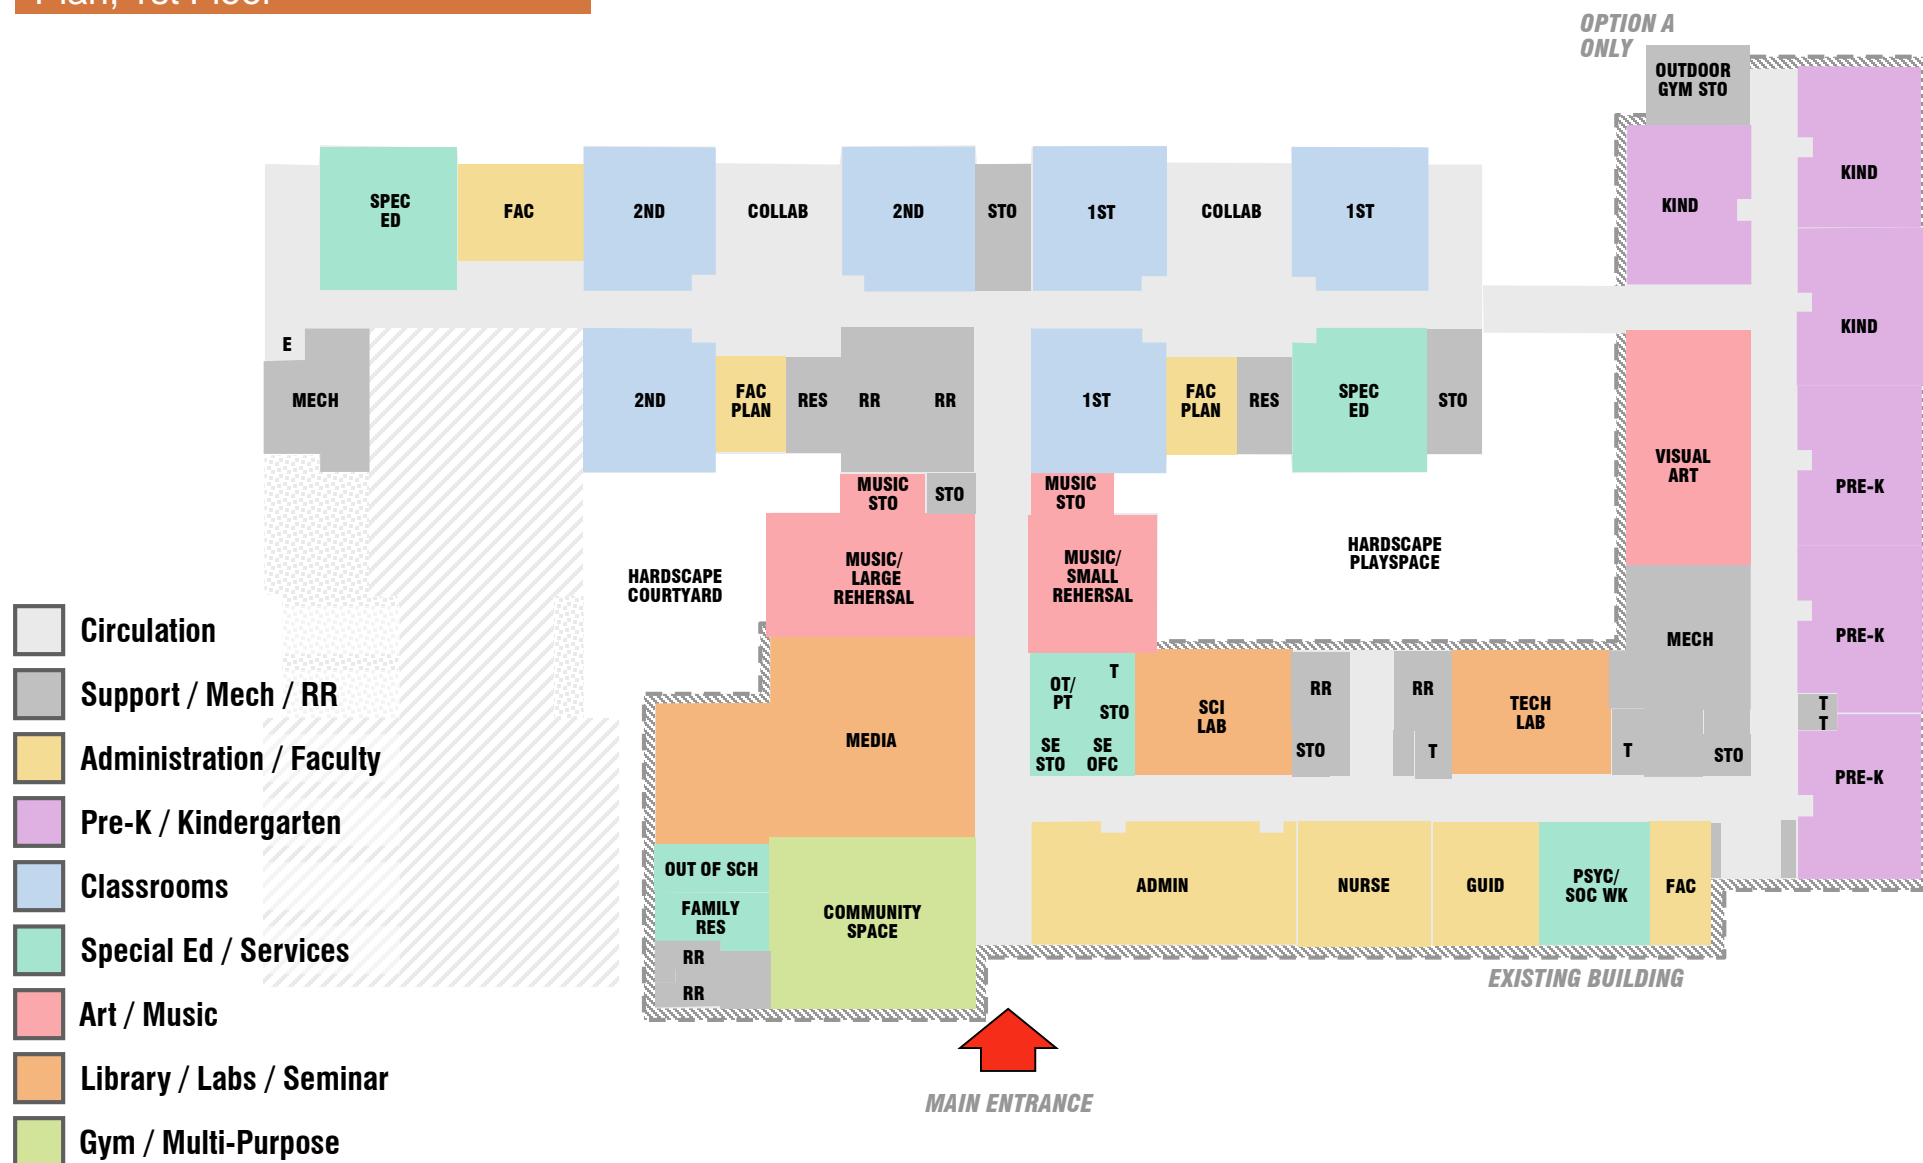 Plan, 1st Floor
OPTION A
ONLY
OUTDOOR
GYM STO
KIND
KIND
KIND
PRE-K
PRE-K
PRE-K
T
T
SPEC
ED
FAC
2ND
COLLAB
2ND
STO
1ST
COLLAB
1ST
E
MECH
2ND
FAC
PLAN
RES
RR
RR
1ST
FAC
PLAN
RES
SPEC
ED
STO
VISUAL
ART
MUSIC
STO
STO
MUSIC
STO
MUSIC/
LARGE
REHERSAL
MUSIC/
SMALL
REHERSAL
HARDSCAPE
COURTYARD
HARDSCAPE
PLAYSPACE
MECH
OT/
PT
T
STO
SE
STO
SE
OFC
SCI
LAB
RR
STO
RR
T
TECH
LAB
T
STO
MEDIA
OUT OF SCH
FAMILY
RES
RR
RR
COMMUNITY
SPACE
ADMIN
NURSE
GUID
PSYC/
SOC WK
FAC
EXISTING BUILDING
MAIN ENTRANCE
Circulation
Support / Mech / RR
Administration / Faculty
Pre-K / Kindergarten
Classrooms
Special Ed / Services
Art / Music
Library / Labs / Seminar
Gym / Multi-Purpose